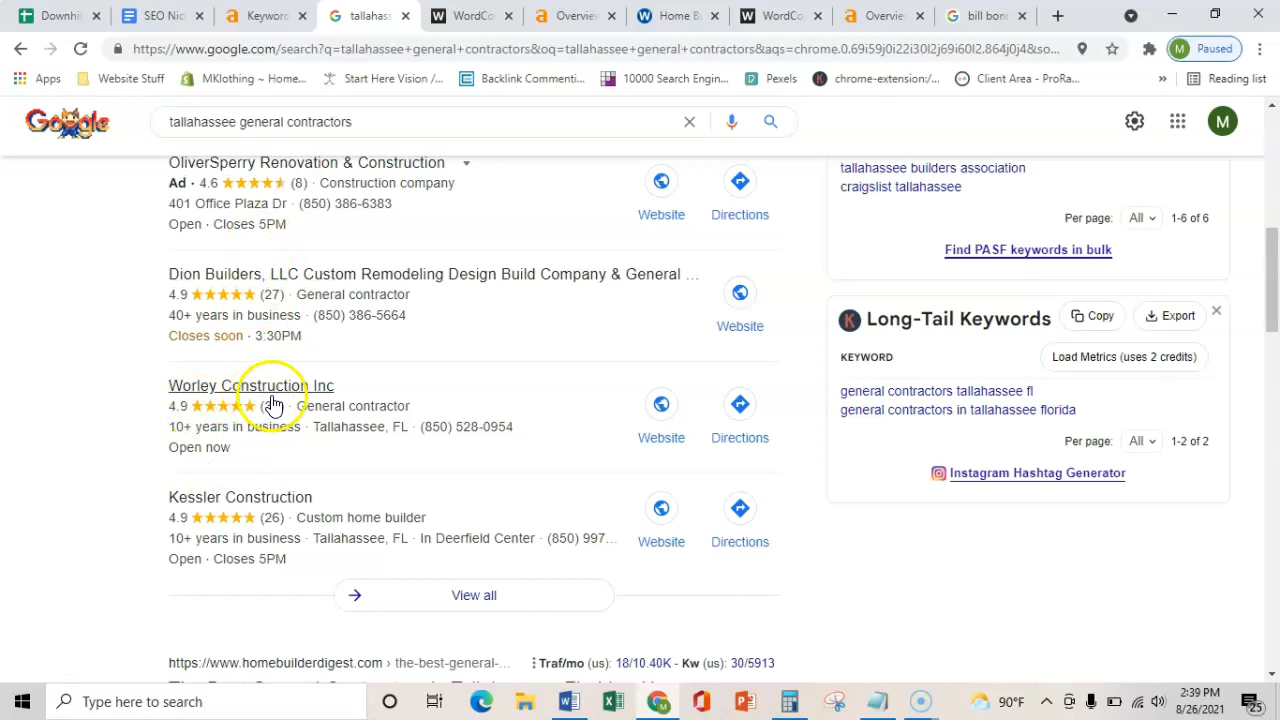 Downhi
SEO Nic
Keyword
tallahass
WordCo
Overview
Home B
WordCo
Overview
bill bond
https://www.google.com/search?q=tallahassee+general+contractors&oq=tallahassee+general+contractors&aqs=chrome.0.69i59j0i22i30l2j69i60l2.864j0j4&so...
M Paused
Apps
Website Stuff
MKlothing ~ Home...
Start Here Vision /...
Backlink Commenti...
10000 Search Engin...
Pexels
chrome-extension:/...
Client Area - ProRa...
»
Reading list
Google
tallahassee general contractors
M
OliverSperry Renovation & Construction
Ad · 4.6 (8) · Construction company
401 Office Plaza Dr · (850) 386-6383
Open · Closes 5PM
Website
Directions
Dion Builders, LLC Custom Remodeling Design Build Company & General ...
4.9 (27) · General contractor
40+ years in business · (850) 386-5664
Closes soon · 3:30PM
Website
Worley Construction Inc
4.9 · General contractor
10+ years in business · Tallahassee, FL · (850) 528-0954
Open now
Website
Directions
Kessler Construction
4.9 (26) · Custom home builder
10+ years in business · Tallahassee, FL · In Deerfield Center · (850) 997...
Open · Closes 5PM
Website
Directions
View all
https://www.homebuilderdigest.com › the-best-general-...
Traf/mo (us): 18/10.40K - Kw (us): 30/5913
tallahassee builders association
craigslist tallahassee
Per page: All 1-6 of 6
Find PASF keywords in bulk
K Long-Tail Keywords
Copy
Export
KEYWORD
Load Metrics (uses 2 credits)
general contractors tallahassee fl
general contractors in tallahassee florida
Per page: All 1-2 of 2
Instagram Hashtag Generator
Type here to search
90°F
2:39 PM
8/26/2021
25